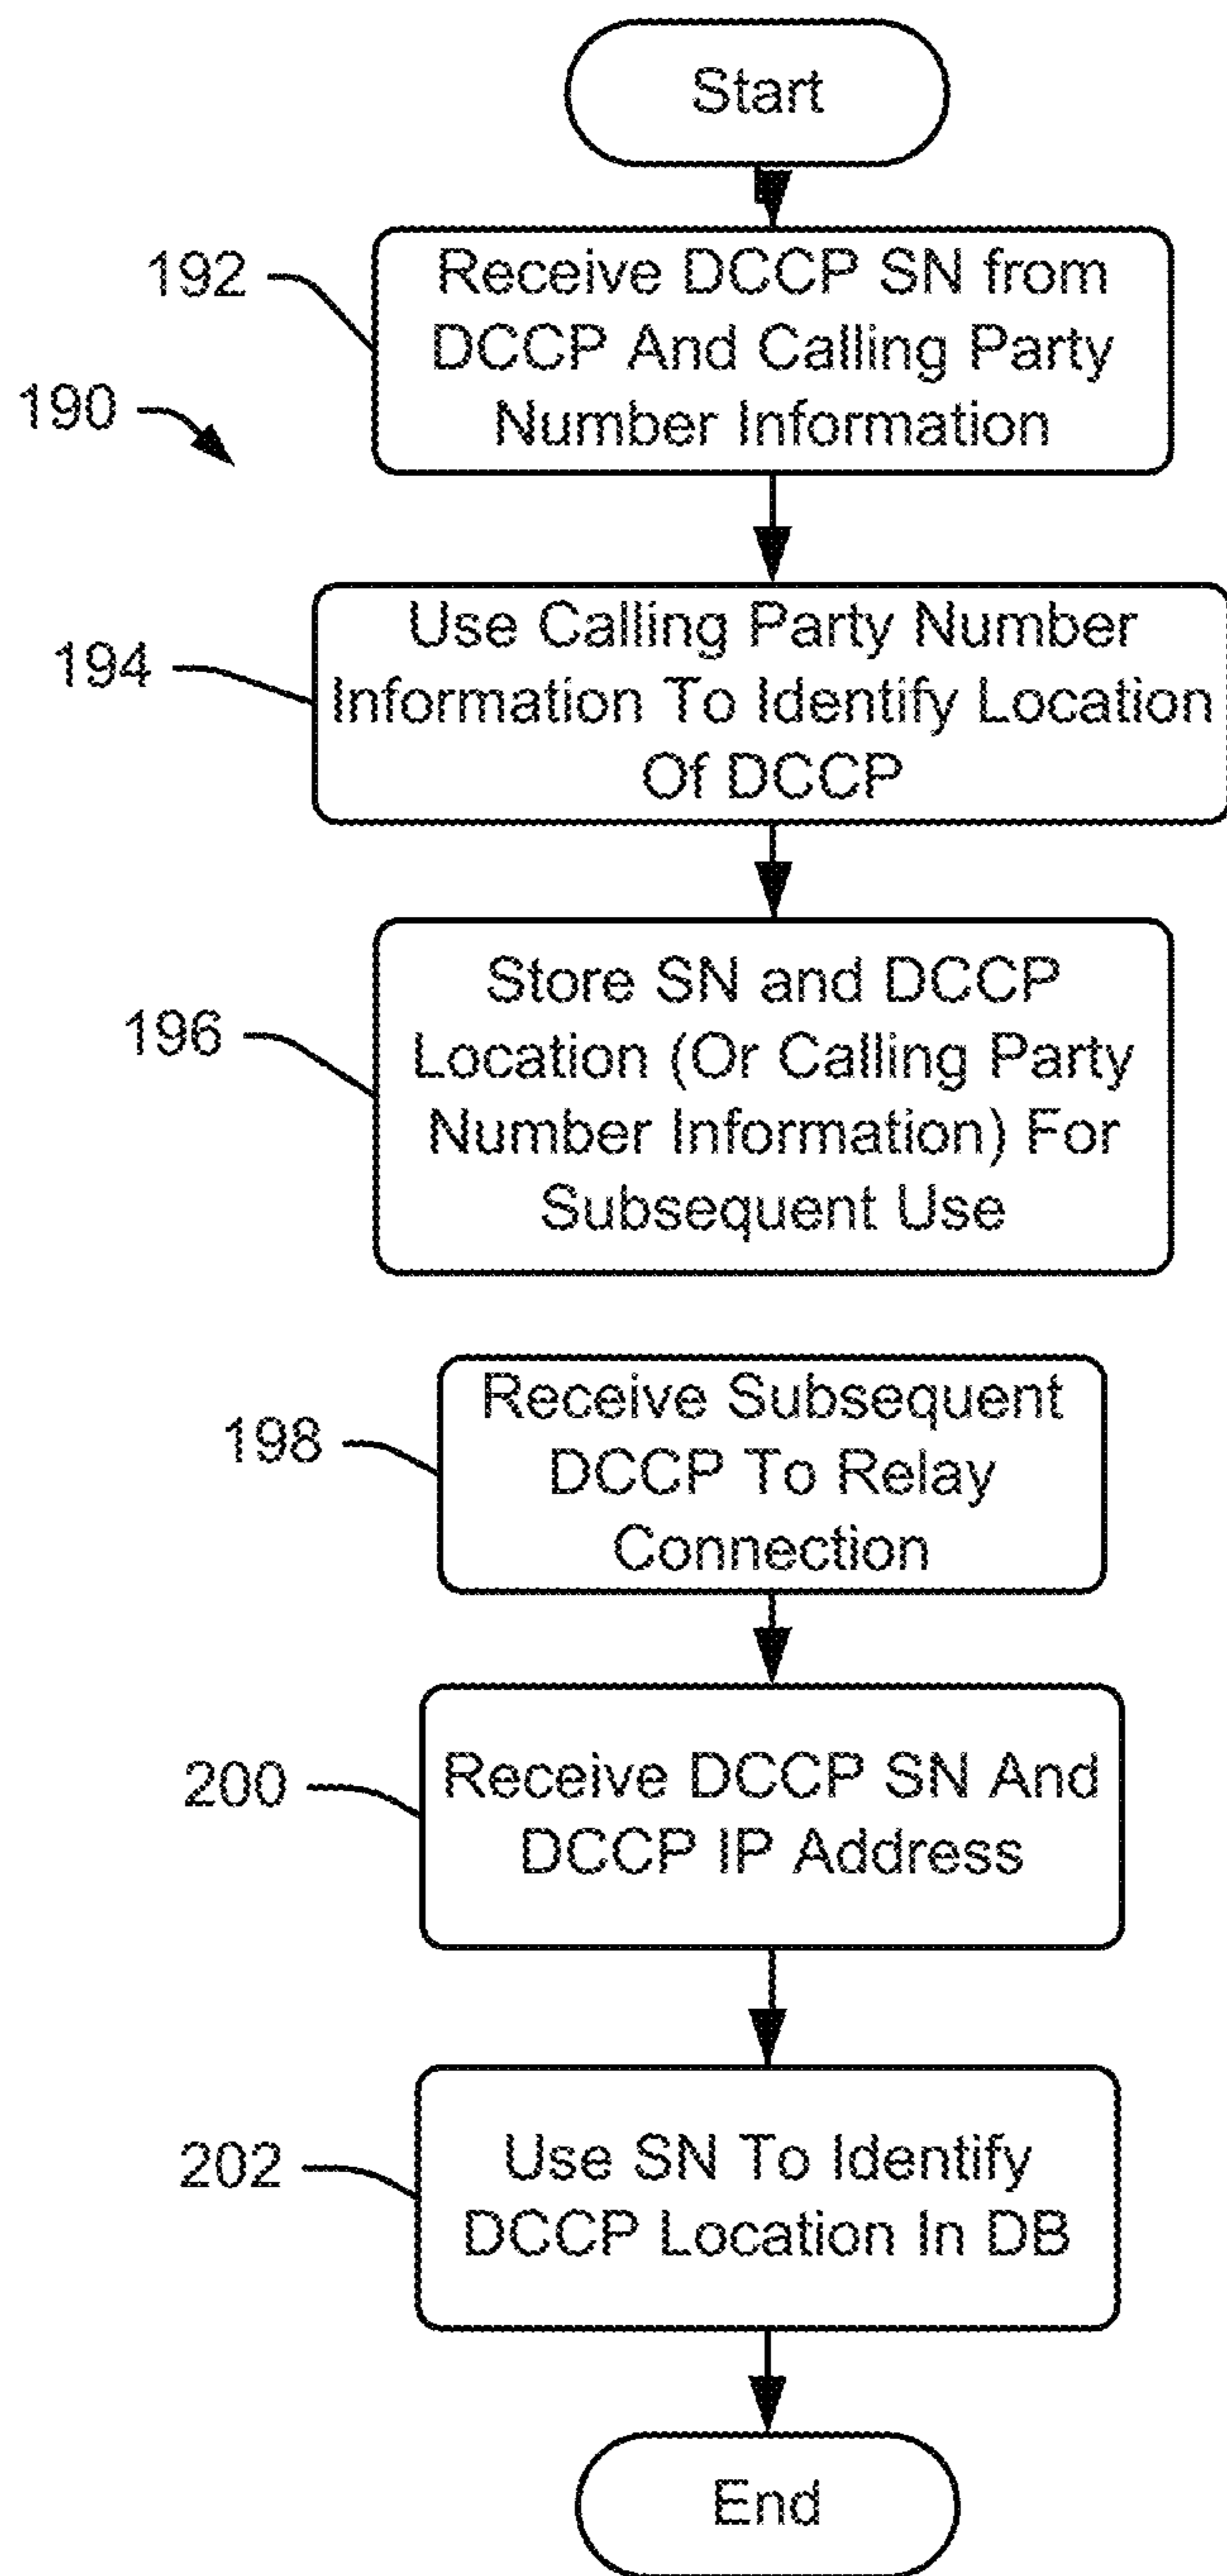 Start
192
Receive DCCP SN from
DCCP And Calling Party
Number Information
190
194
Use Calling Party Number
Information To Identify Location
Of DCCP
196
Store SN and DCCP
Location (Or Calling Party
Number Information) For
Subsequent Use
198
Receive Subsequent
DCCP To Relay
Connection
200
Receive DCCP SN And
DCCP IP Address
202
Use SN To Identify
DCCP Location In DB
End